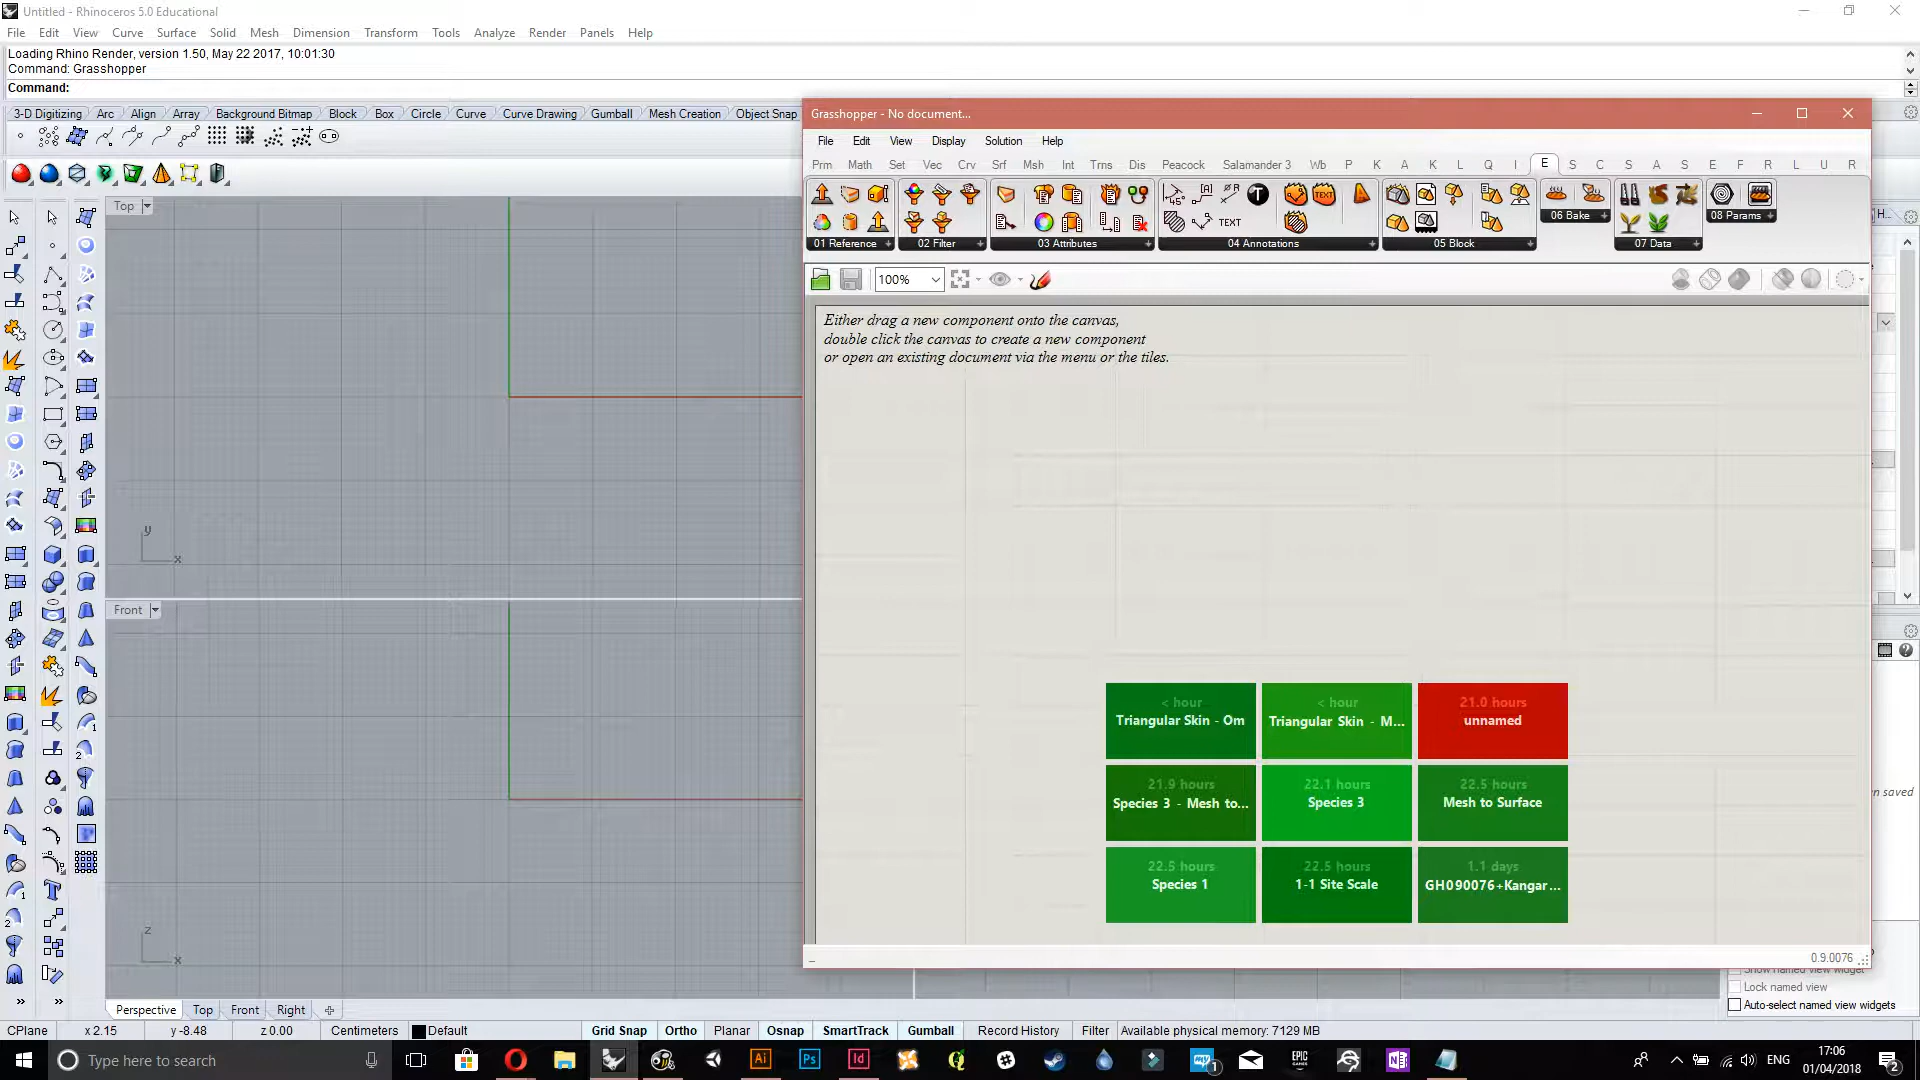 Untitled - Rhinoceros 5.0 Educational
File Edit View Curve Surface Solid Mesh Dimension Transform Tools Analyze Render Panels Help
Loading Rhino Render, version 1.50, May 22 2017, 10:01:30
Command: Grasshopper
Command:
3-D Digitizing Arc Align Array Background Bitmap Block Box Circle Curve Curve Drawing Gumball Mesh Creation Object Snap
Grasshopper - No document...
File Edit View Display Solution Help
Prm Math Set Vec Crv Srf Msh Int Trns Dis Peacock Salamander 3 Wb P K A K L Q I E S C S A S E F R L U R
TEXT
TEXT
01 Reference 02 Filter 03 Attributes 04 Annotations 05 Block 06 Bake 07 Data 08 Params
100%
Top
Either drag a new component onto the canvas,
double click the canvas to create a new component
or open an existing document via the menu or the tiles.
y
x
Front
< hour
Triangular Skin - Om
< hour
Triangular Skin - M...
21.0 hours
unnamed
21.9 hours
Species 3 - Mesh to...
22.1 hours
Species 3
22.5 hours
Mesh to Surface
22.5 hours
Species 1
22.5 hours
1-1 Site Scale
1.1 days
GH090076+Kangar...
n saved
z
x
0.9.0076
Show named view widget
Lock named view
Auto-select named view widgets
Perspective Top Front Right
CPlane x 2.15 y -8.48 z 0.00 Centimeters Default Grid Snap Ortho Planar Osnap SmartTrack Gumball Record History Filter Available physical memory: 7129 MB
Type here to search
ENG
17:06
01/04/2018